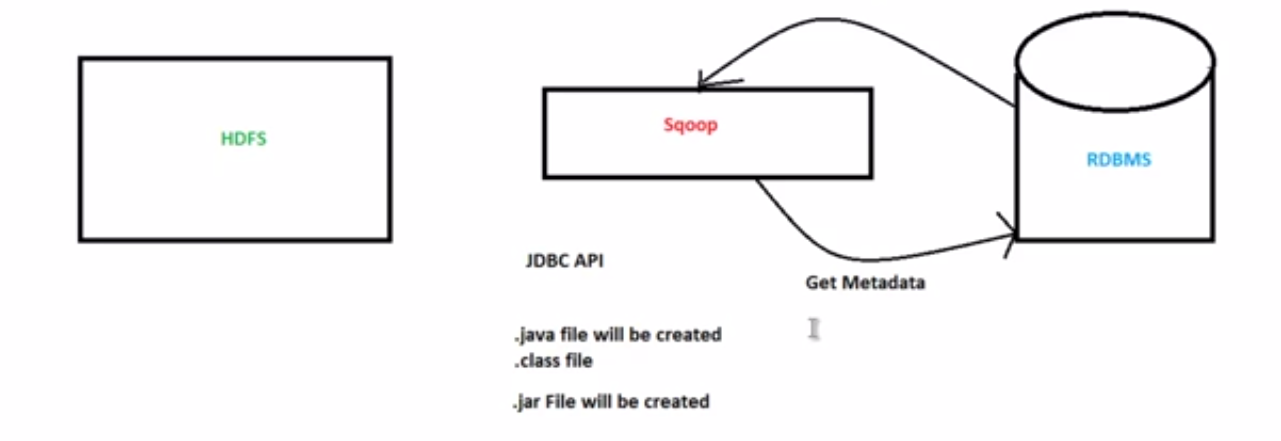 HDFS
Sqoop
RDBMS
JDBC API
Get Metadata
.java file will be created
.class file
.jar File will be created